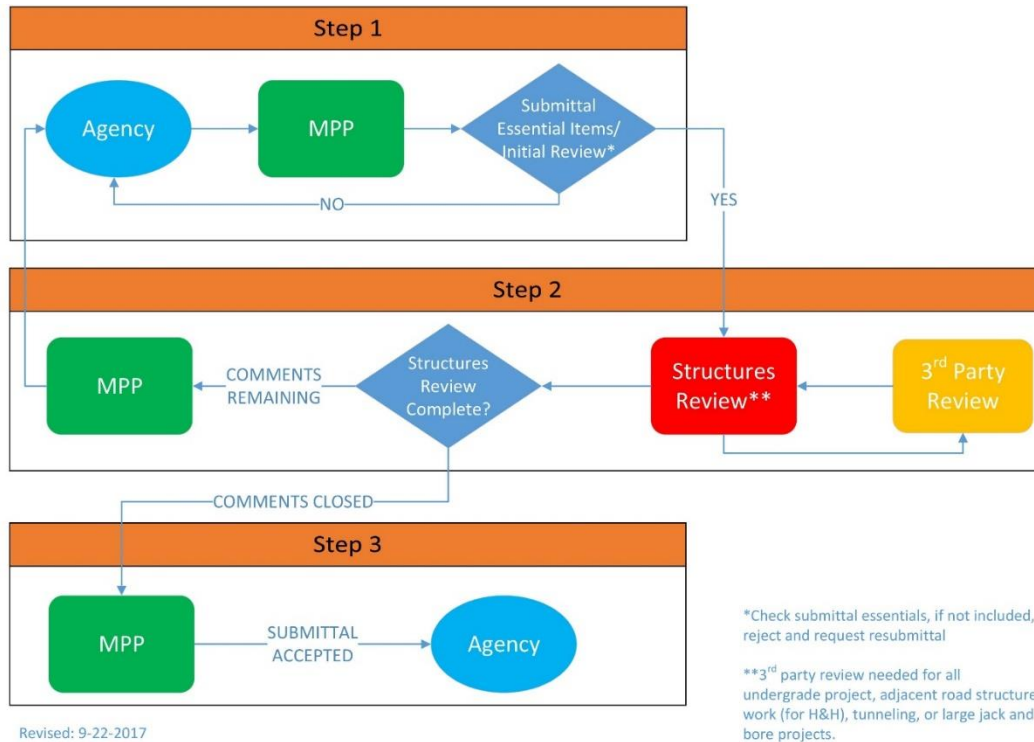 Step 1
Agency
MPP
Submittal
Essential Items/
Initial Review*
NO
YES
Step 2
MPP
COMMENTS
REMAINING
Structures
Review
Complete?
Structures
Review**
3rd Party
Review
COMMENTS CLOSED
Step 3
MPP
SUBMITTAL
ACCEPTED
Agency
*Check submittal essentials, if not included,
reject and request resubmittal
**3rd party review needed for all
undergrade project, adjacent road structure
work (for H&H), tunneling, or large jack and
bore projects.
Revised: 9-22-2017